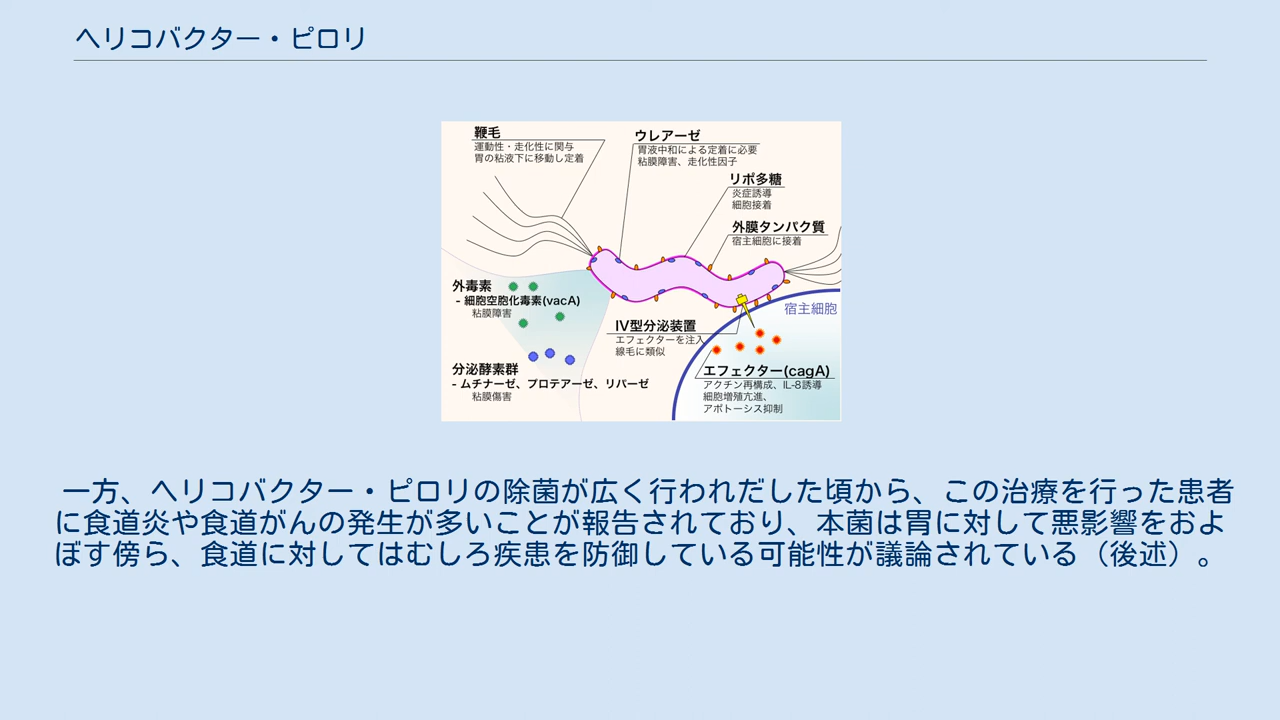 ヘリコバクター・ピロリ
鞭毛
運動性・走化性に関与
胃の粘液下に移動し定着
ウレアーゼ
胃液中和による定着に必要
粘膜障害、走化性因子
リポ多糖
炎症誘導
細胞接着
外膜タンパク質
宿主細胞に接着
外毒素
- 細胞空胞化毒素(vacA)
粘膜障害
分泌酵素群
- ムチナーゼ、プロテアーゼ、リパーゼ
粘膜傷害
IV型分泌装置
エフェクターを注入
線毛に類似
宿主細胞
エフェクター(cagA)
アクチン再構成、IL-8誘導
細胞増殖亢進、
アポトーシス抑制
一方、ヘリコバクター・ピロリの除菌が広く行われだした頃から、この治療を行った患者
に食道炎や食道がんの発生が多いことが報告されており、本菌は胃に対して悪影響をおよ
ぼす傍ら、食道に対してはむしろ疾患を防御している可能性が議論されている（後述）。